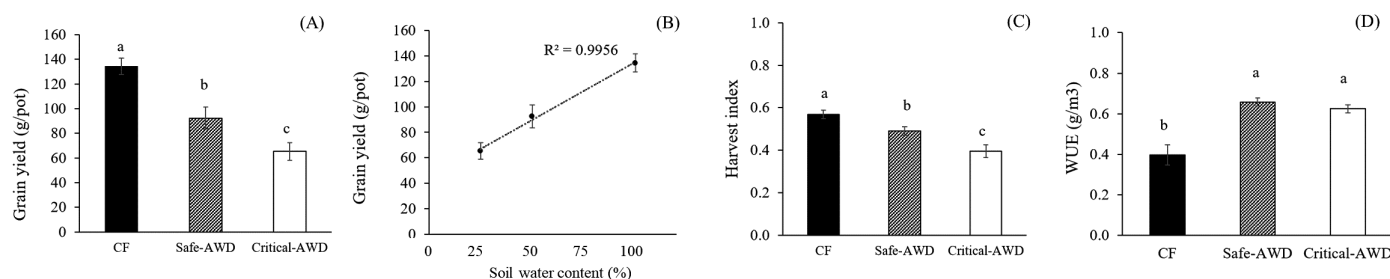 (A)
Grain yield (g/pot)
160
140
120
100
80
60
40
20
0
a
b
c
CF
Safe-AWD
Critical-AWD
(B)
Grain yield (g/pot)
160
140
120
100
80
60
40
20
0
R² = 0.9956
0
25
50
75
100
Soil water content (%)
(C)
Harvest index
1.0
0.8
0.6
0.4
0.2
0.0
a
b
c
CF
Safe-AWD
Critical-AWD
(D)
WUE (g/m3)
1.0
0.8
0.6
0.4
0.2
0.0
b
a
a
CF
Safe-AWD
Critical-AWD